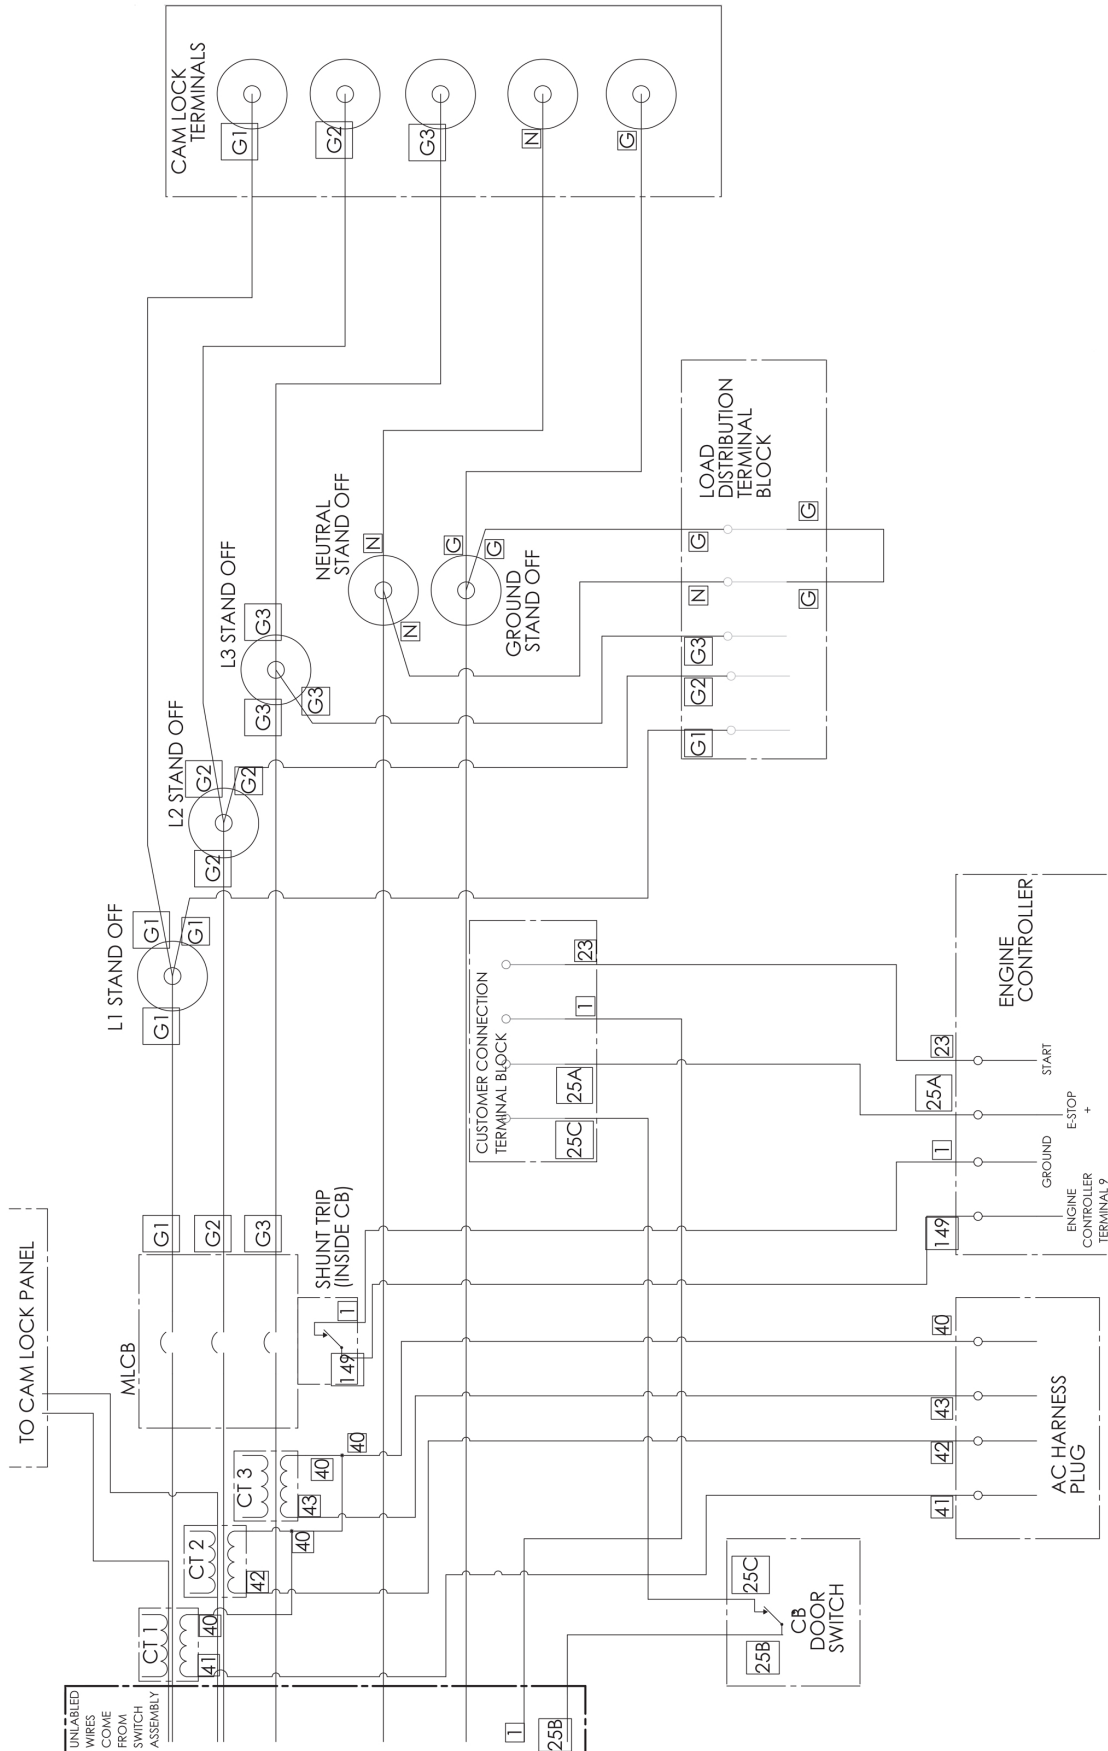 CAM LOCK
TERMINALS
G1
G2
G3
N
G
LOAD
DISTRIBUTION
TERMINAL
BLOCK
NEUTRAL
STAND OFF
N
N
G
G
GROUND
STAND OFF
L3 STAND OFF
G3
G3
G3
G
N
G3
G2
G1
G
G
L2 STAND OFF
G2
G2
G2
L1 STAND OFF
G1
G1
G1
CUSTOMER CONNECTION
TERMINAL BLOCK
23
1
25A
25C
ENGINE
CONTROLLER
23
25A
1
149
START
E-STOP
+
GROUND
ENGINE
CONTROLLER
TERMINAL 9
TO CAM LOCK PANEL
MLCB
G1
G2
G3
SHUNT TRIP
(INSIDE CB)
1
149
CT 3
40
40
43
CT 2
40
42
CT 1
40
41
AC HARNESS
PLUG
40
43
42
41
CB
DOOR
SWITCH
25C
25B
UNLABLED
WIRES
COME
FROM
SWITCH
ASSEMBLY
1
25B